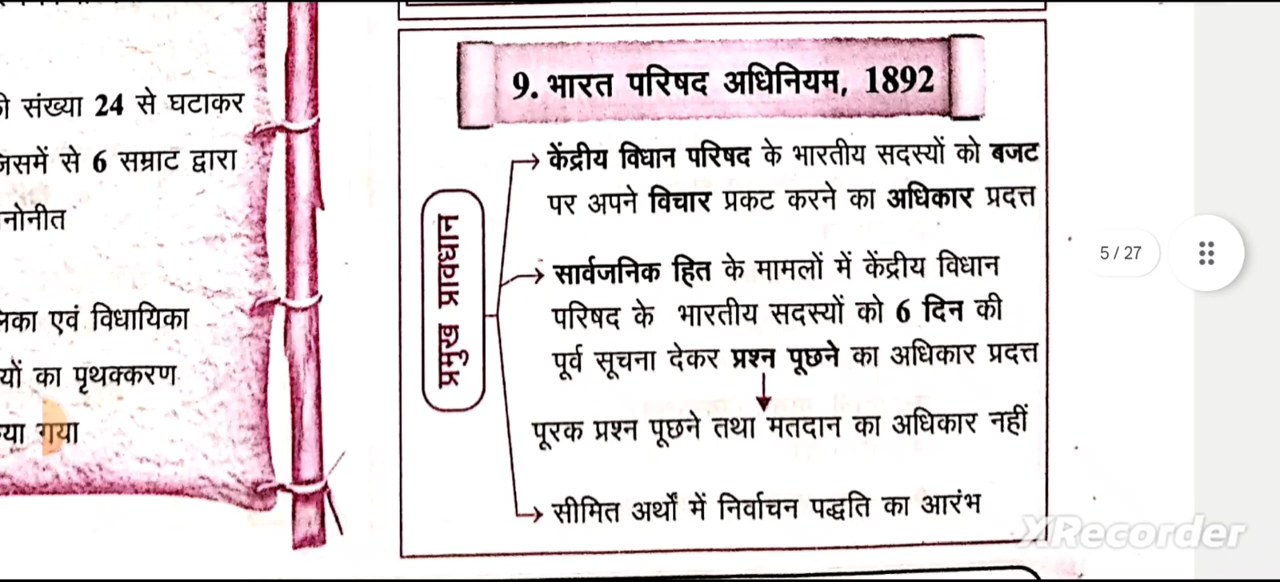 संख्या 24 से घटाकर
से 6 सम्राट द्वारा
एवं विधायिका
का पृथक्करण
गया
9. भारत परिषद अधिनियम, 1892
प्रमुख प्रावधान
केंद्रीय विधान परिषद के भारतीय सदस्यों को बजट
पर अपने विचार प्रकट करने का अधिकार प्रदत्त
सार्वजनिक हित के मामलों में केंद्रीय विधान
परिषद के भारतीय सदस्यों को 6 दिन की
पूर्व सूचना देकर प्रश्न पूछने का अधिकार प्रदत्त
पूरक प्रश्न पूछने तथा मतदान का अधिकार नहीं
सीमित अर्थों में निर्वाचन पद्धति का आरंभ
5 / 27
XRecorder